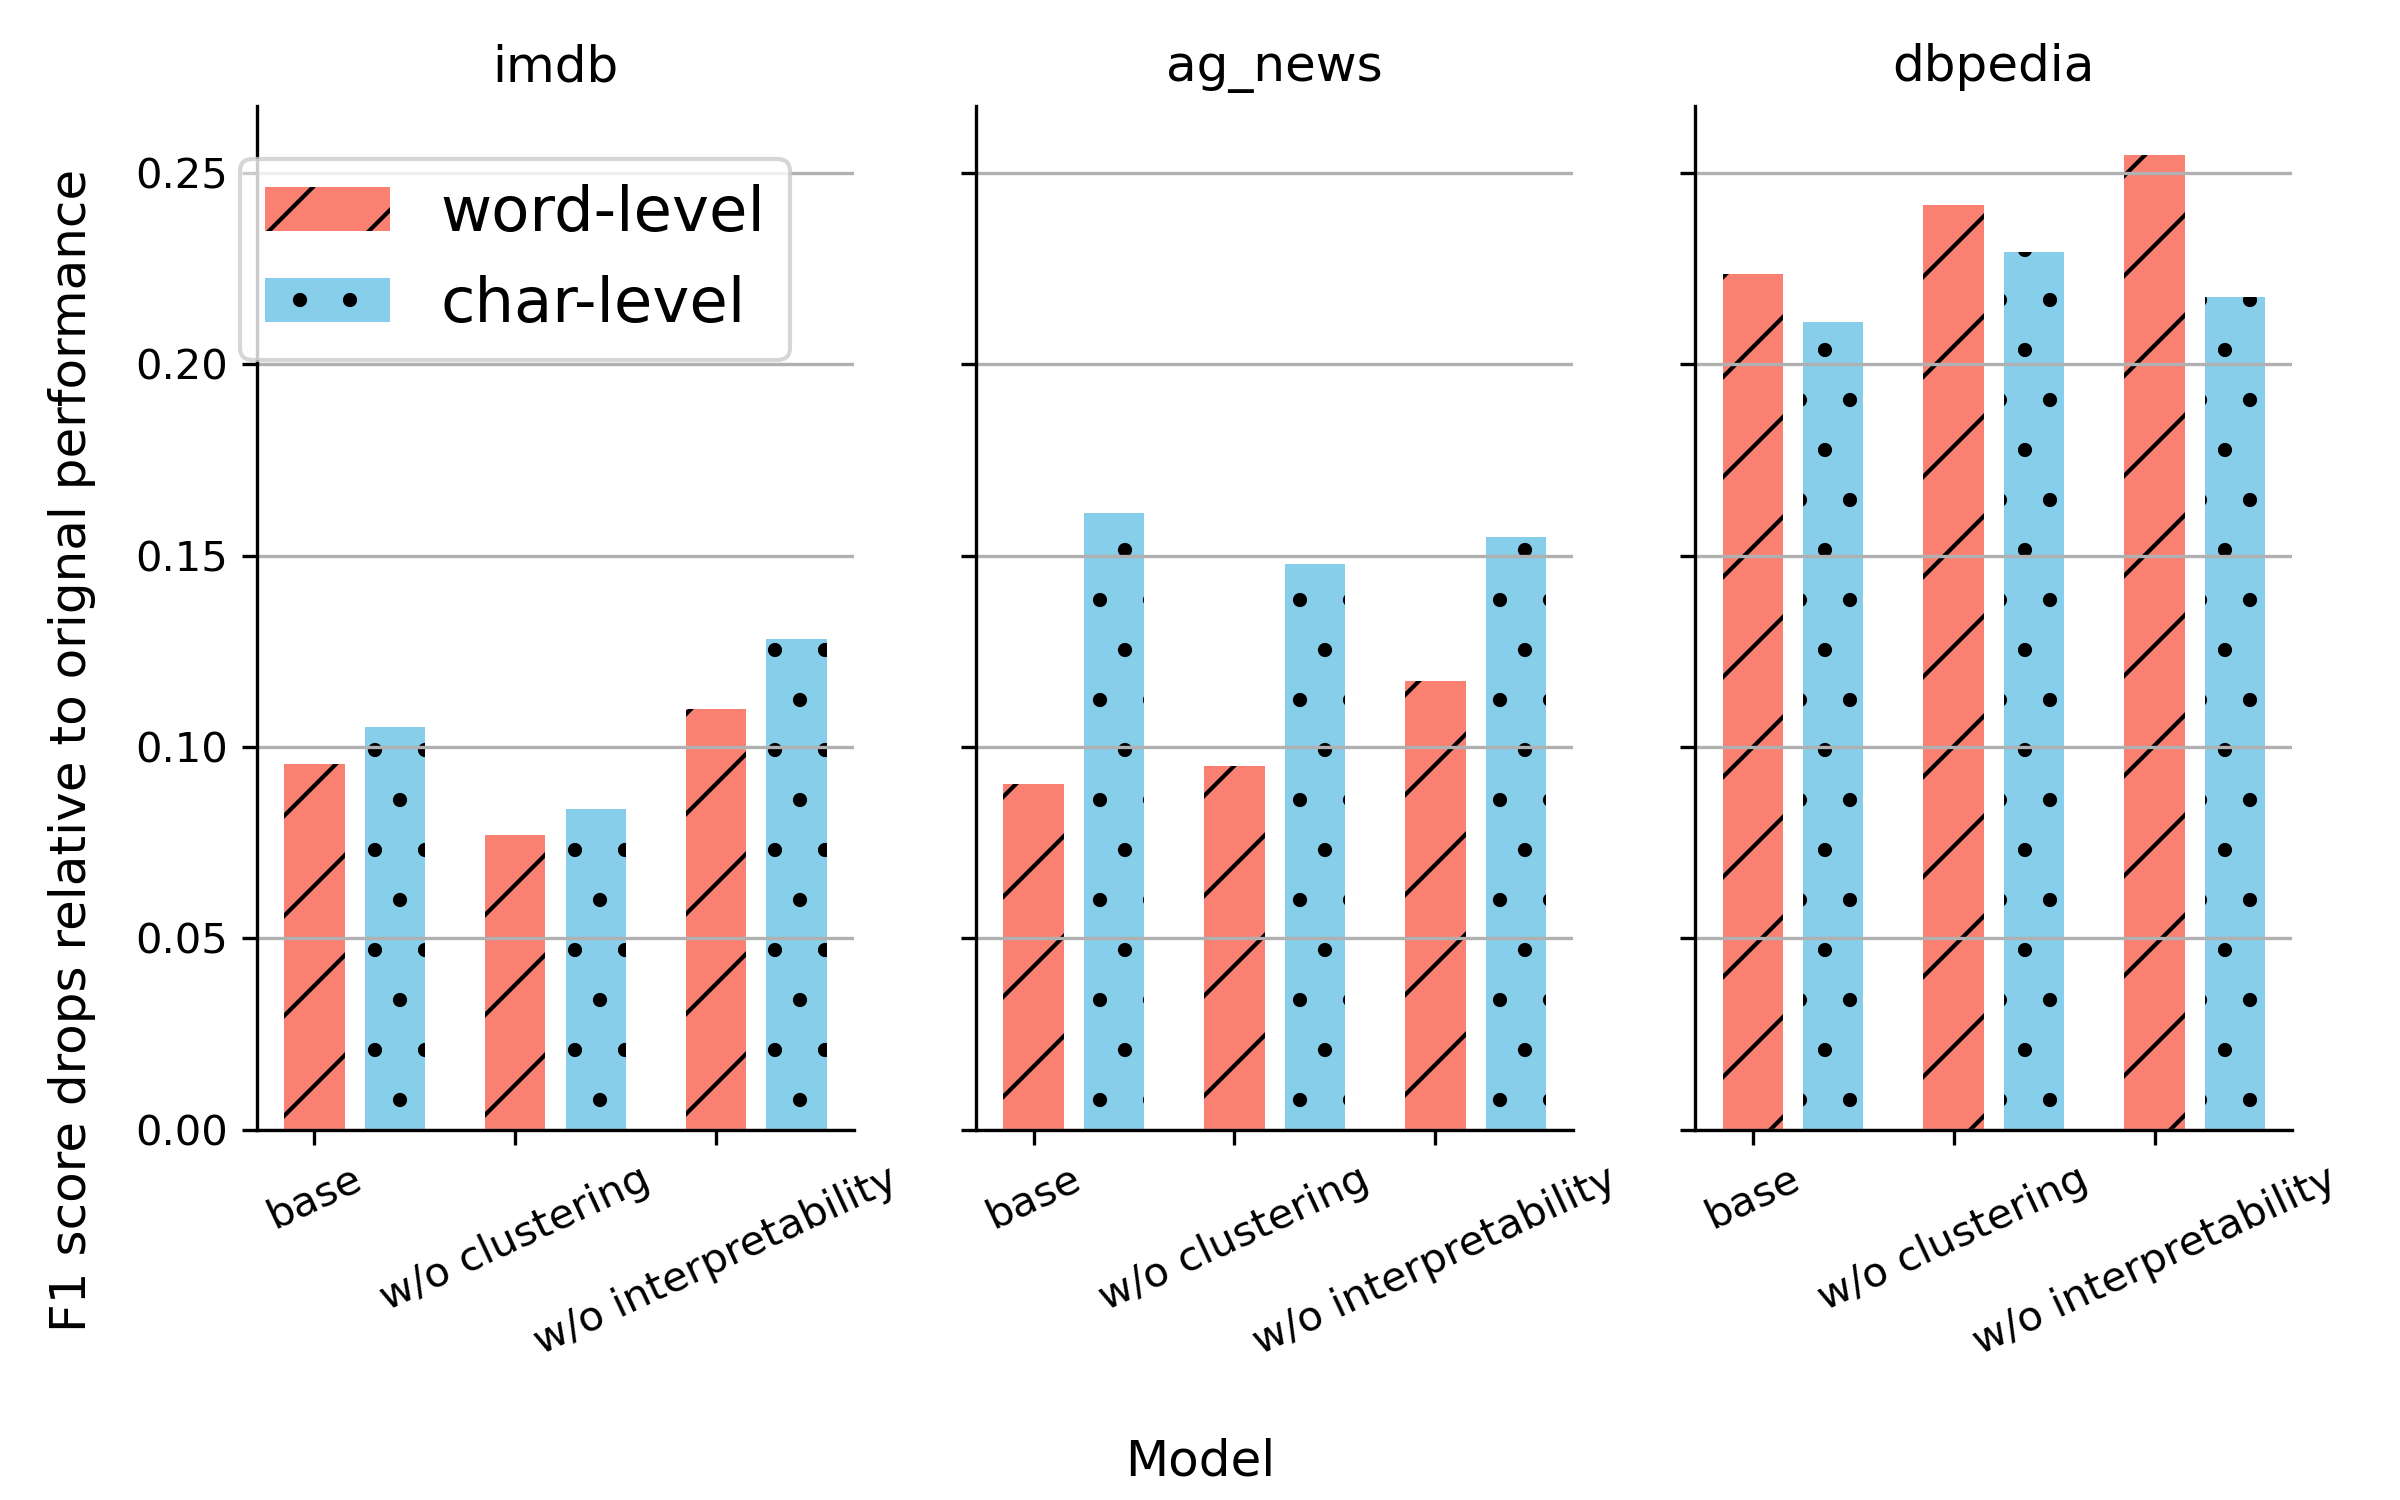 imdb
ag_news
dbpedia
F1 score drops relative to orignal performance
0.25
0.20
0.15
0.10
0.05
0.00
word-level
char-level
base
w/o clustering
w/o interpretability
base
w/o clustering
w/o interpretability
base
w/o clustering
w/o interpretability
Model